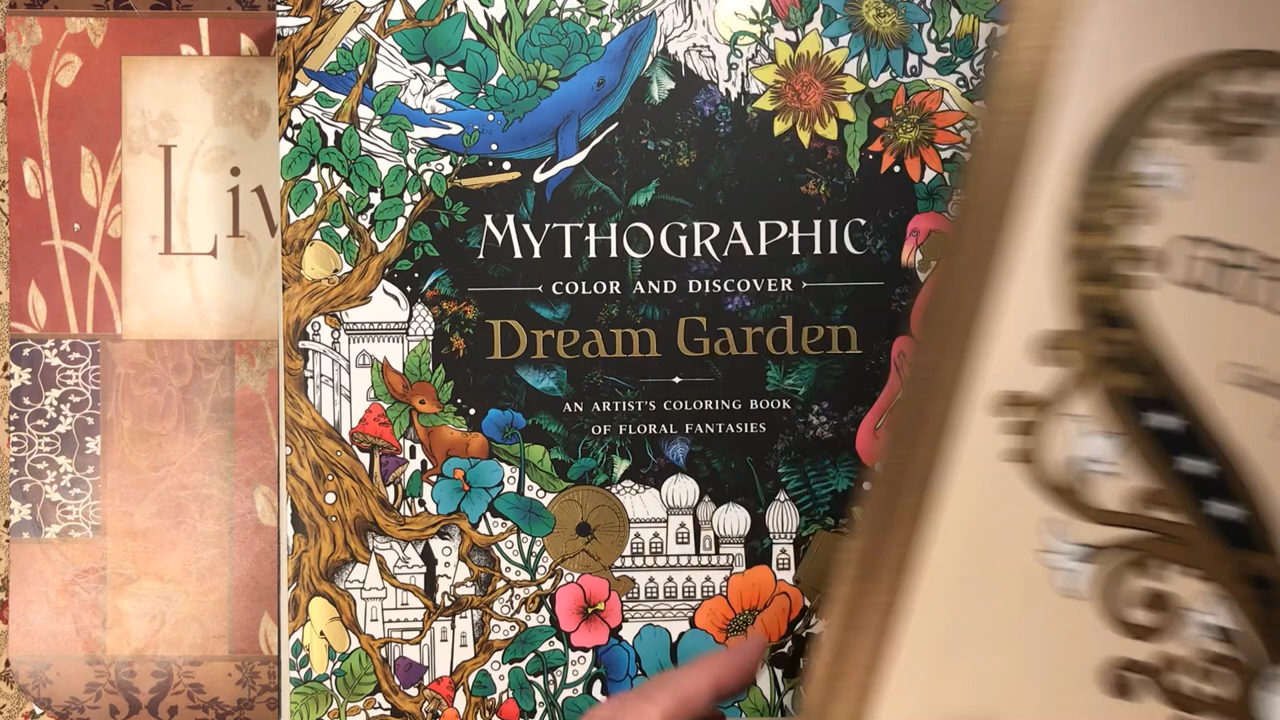 Liv
MYTHOGRAPHIC
COLOR AND DISCOVER
Dream Garden
AN ARTIST'S COLORING BOOK
OF FLORAL FANTASIES